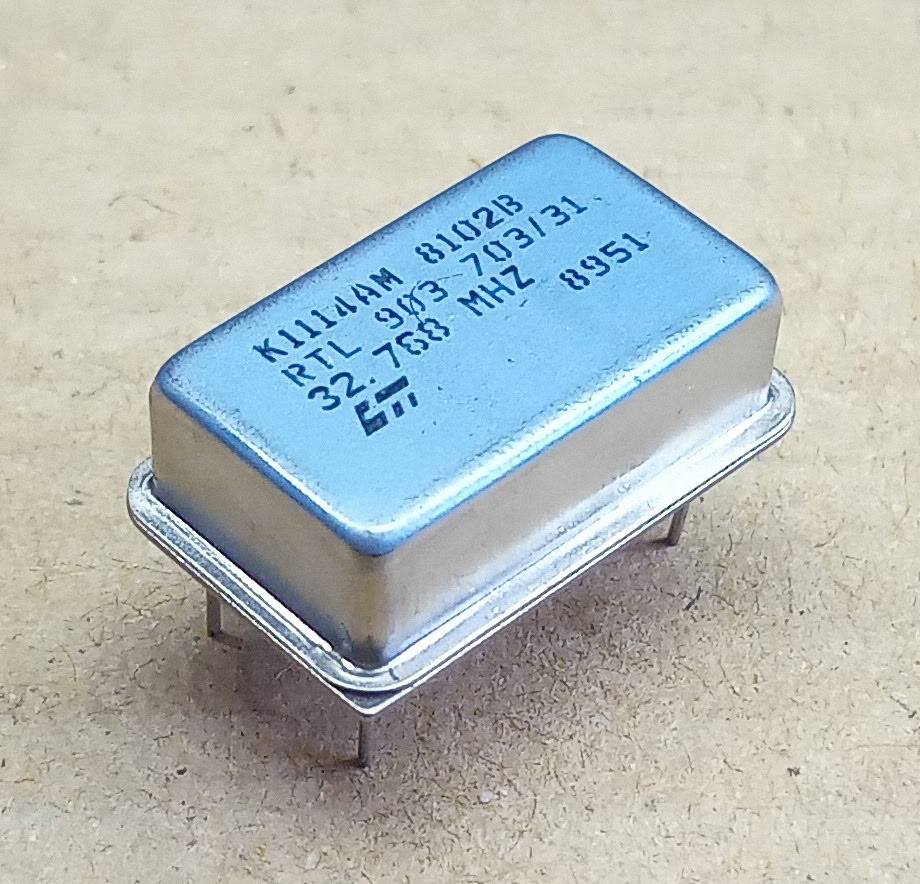 K1114AM 8102B
RTL 903 703/31
32.768 MHZ 8951